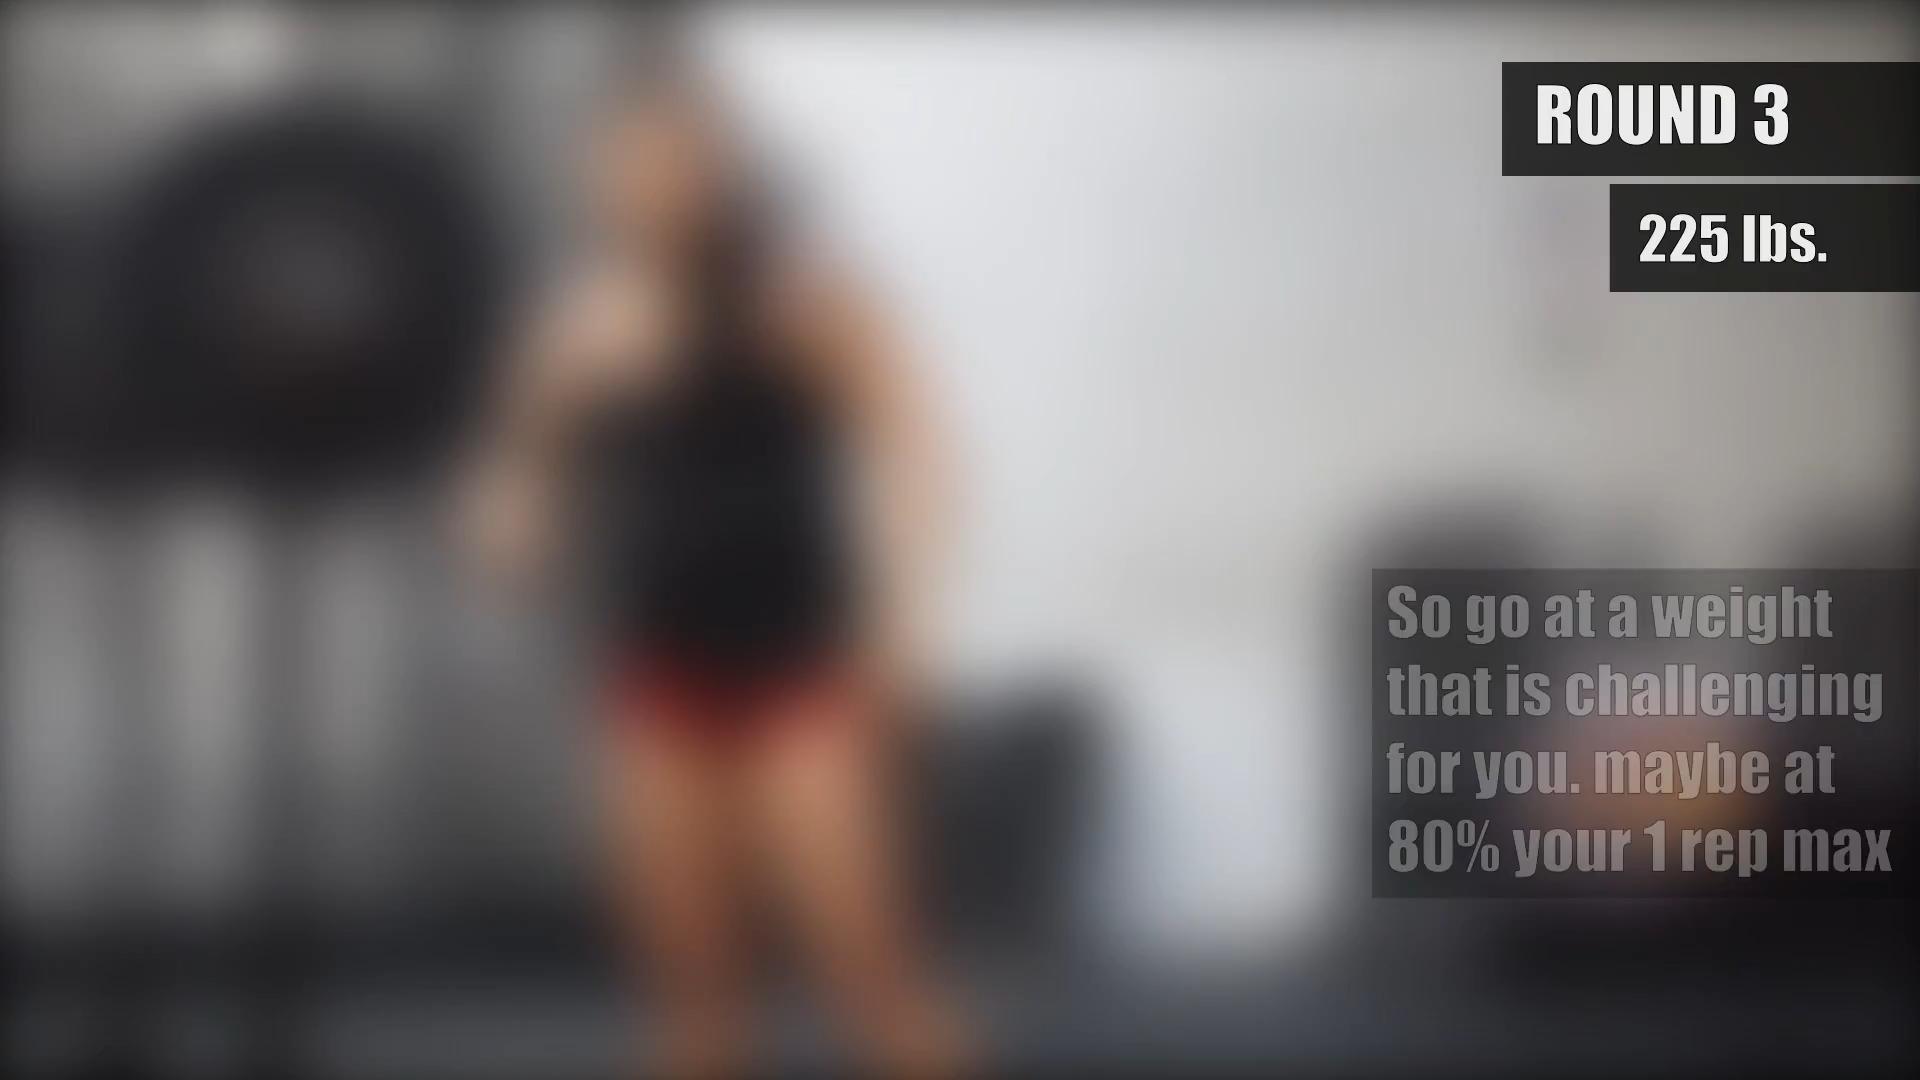 ROUND 3
225 lbs.
So go at a weight
that is challenging
for you. maybe at
80% your 1 rep max